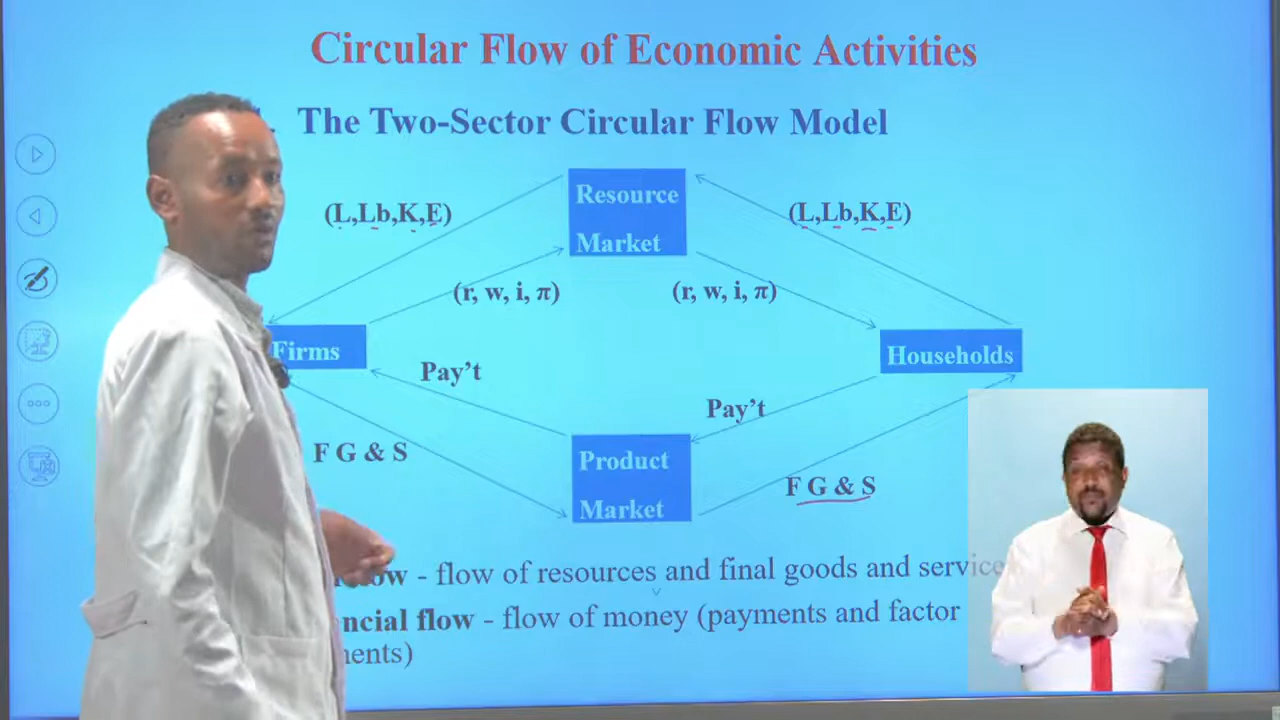 Circular Flow of Economic Activities
The Two-Sector Circular Flow Model
Resource
Market
(L,Lb,K,E)
(L,Lb,K,E)
(r, w, i, π)
(r, w, i, π)
Firms
Households
Pay't
Pay't
Product
Market
F G & S
F G & S
- flow of resources and final goods and service
flow - flow of money (payments and factor